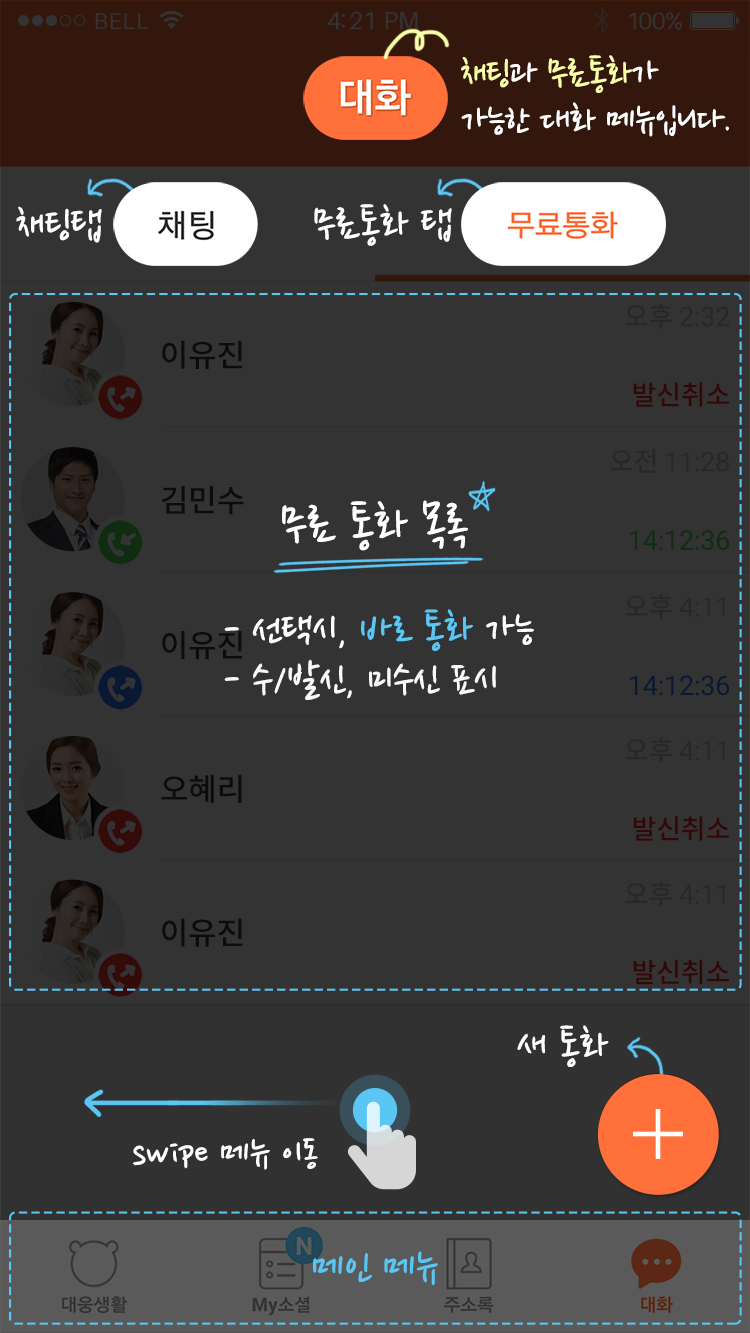 BELL 4:21 PM 100%
대화
채팅과 무료통화가
가능한 대화 메뉴입니다.
채팅탭 채팅 무료통화 탭 무료통화
오후 2:32
이유진
발신취소
오전 11:28
김민수
14:12:36
무료 통화 목록
오후 4:11
이유진
- 선택시, 바로 통화 가능
- 수/발신, 미수신 표시
14:12:36
오후 4:11
오혜리
발신취소
오후 4:11
이유진
발신취소
새 통화
swipe 메뉴 이동
N
메인 메뉴
대웅생활 My소셜 주소록 대화